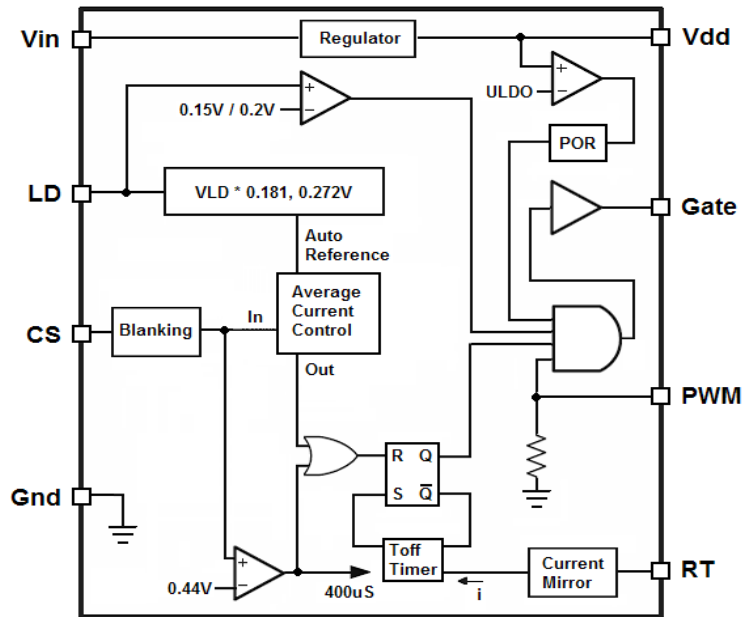 Vin
Regulator
Vdd
+
−
ULDO
+
−
0.15V / 0.2V
POR
LD
VLD * 0.181, 0.272V
Gate
Auto
Reference
Average
Current
Control
In
CS
Blanking
Out
PWM
R Q
S Q̅
Gnd
+
−
0.44V
400uS
Toff
Timer
i
Current
Mirror
RT